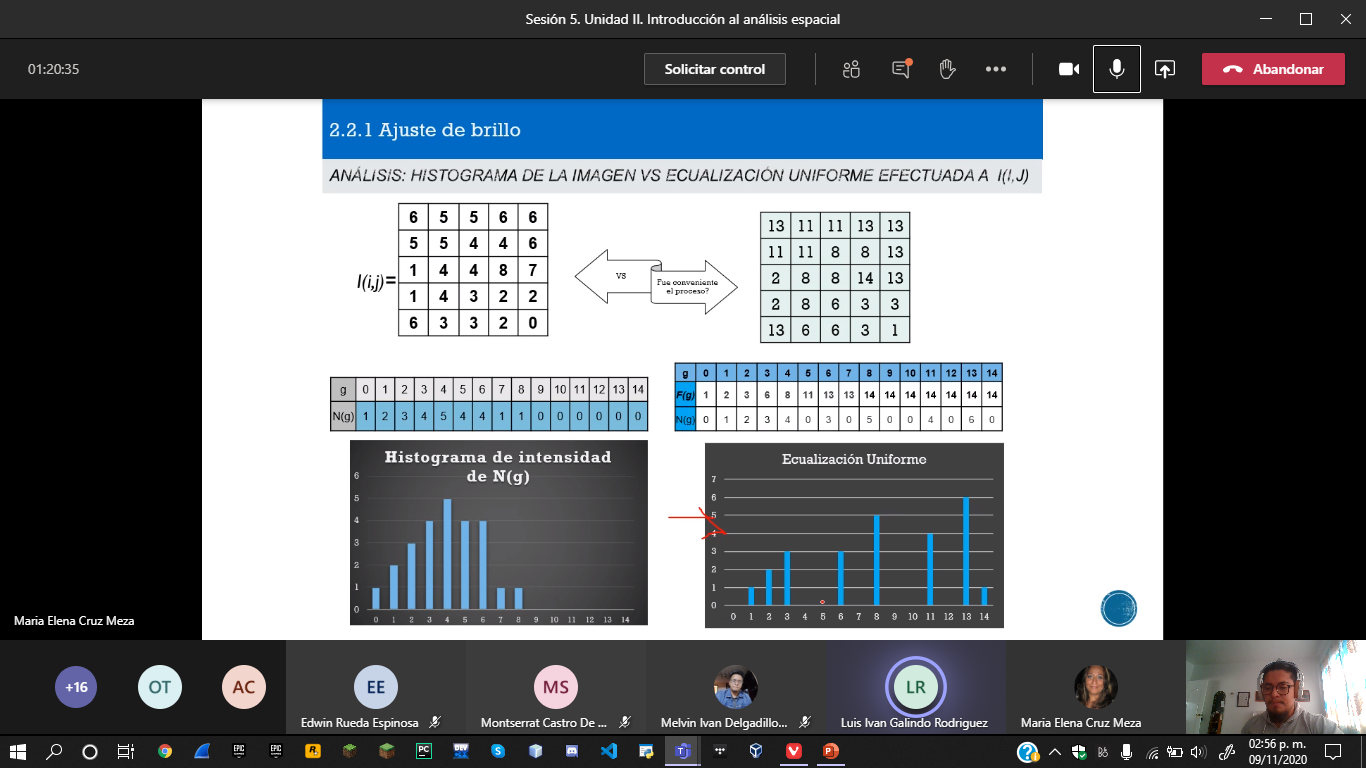 Sesión 5. Unidad II. Introducción al análisis espacial
01:20:35
Solicitar control
Abandonar
2.2.1 Ajuste de brillo
ANÁLISIS: HISTOGRAMA DE LA IMAGEN VS ECUALIZACIÓN UNIFORME EFECTUADA A I(I,J)
I(i,j)=
6 5 5 6 6
5 5 4 4 6
1 4 4 8 7
1 4 3 2 2
6 3 3 2 0
VS
Fue conveniente
el proceso?
13 11 11 13 13
11 11 8 8 13
2 8 8 14 13
2 8 6 3 3
13 6 6 3 1
g 0 1 2 3 4 5 6 7 8 9 10 11 12 13 14
N(g) 1 2 3 4 5 4 4 1 1 0 0 0 0 0 0
g 0 1 2 3 4 5 6 7 8 9 10 11 12 13 14
F(g) 1 2 3 6 8 11 13 13 14 14 14 14 14 14 14
N(g) 0 1 2 3 4 0 3 0 5 0 0 4 0 6 0
Histograma de intensidad
de N(g)
6
5
4
3
2
1
0
0 1 2 3 4 5 6 7 8 9 10 11 12 13 14
Ecualización Uniforme
7
6
5
4
3
2
1
0
0 1 2 3 4 5 6 7 8 9 10 11 12 13 14
Maria Elena Cruz Meza
+16
OT
AC
EE
Edwin Rueda Espinosa
MS
Montserrat Castro De ...
Melvin Ivan Delgadillo...
LR
Luis Ivan Galindo Rodriguez
Maria Elena Cruz Meza
EPIC
EPIC
R
PC
S
T
V
P
02:56 p. m.
09/11/2020